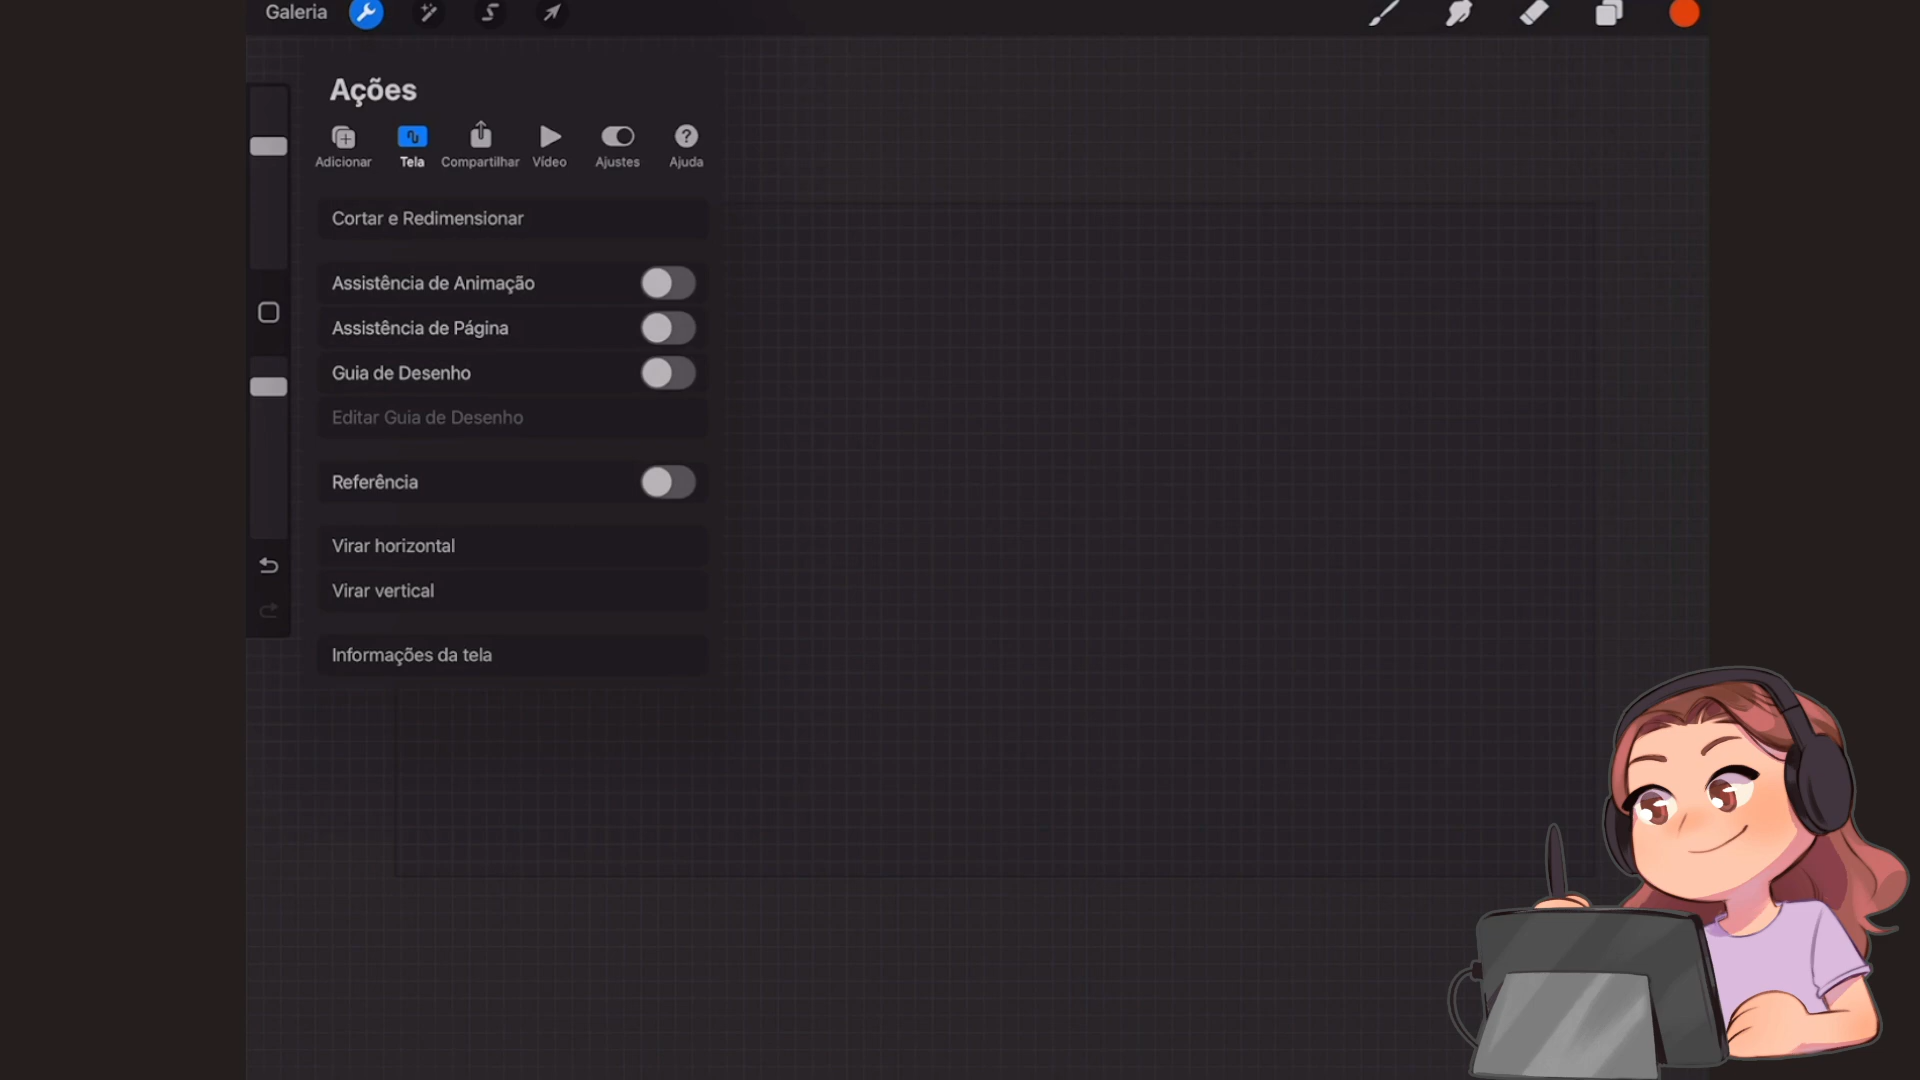 Galeria
Ações
Adicionar Tela Compartilhar Vídeo Ajustes Ajuda
Cortar e Redimensionar
Assistência de Animação
Assistência de Página
Guia de Desenho
Editar Guia de Desenho
Referência
Virar horizontal
Virar vertical
Informações da tela